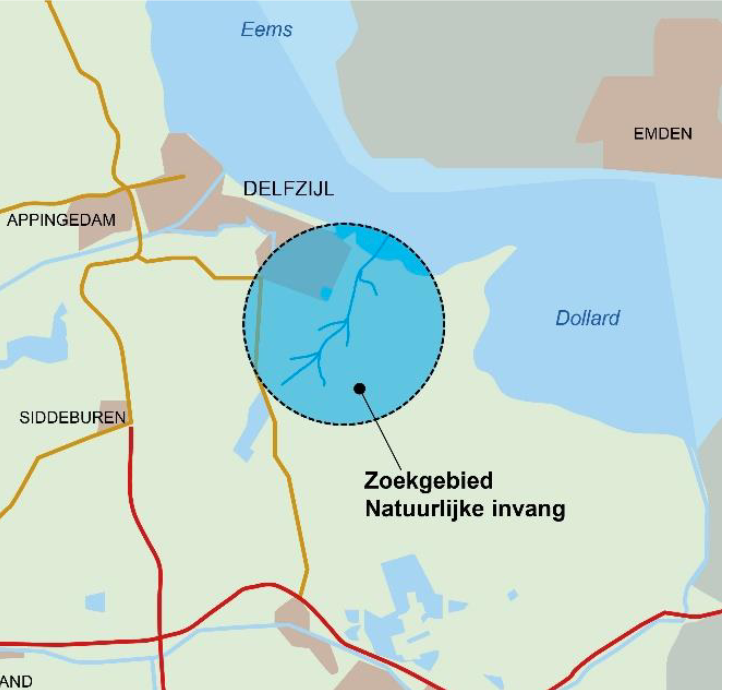 Eems
EMDEN
DELFZIJL
APPINGEDAM
Dollard
SIDDEBUREN
Zoekgebied
Natuurlijke invang
AND